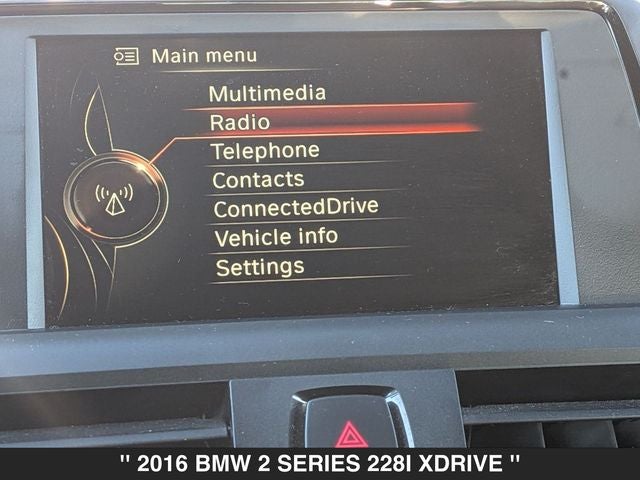 Main menu
Multimedia
Radio
Telephone
Contacts
ConnectedDrive
Vehicle info
Settings
" 2016 BMW 2 SERIES 228I XDRIVE "